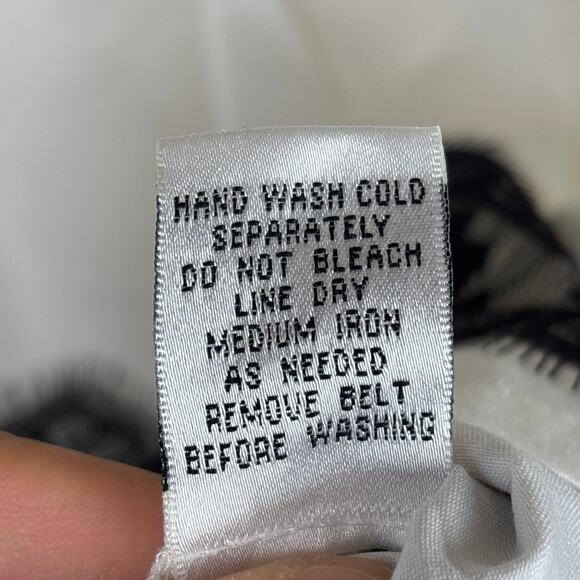 HAND WASH COLD
SEPARATELY
DO NOT BLEACH
LINE DRY
MEDIUM IRON
AS NEEDED
REMOVE BELT
BEFORE WASHING